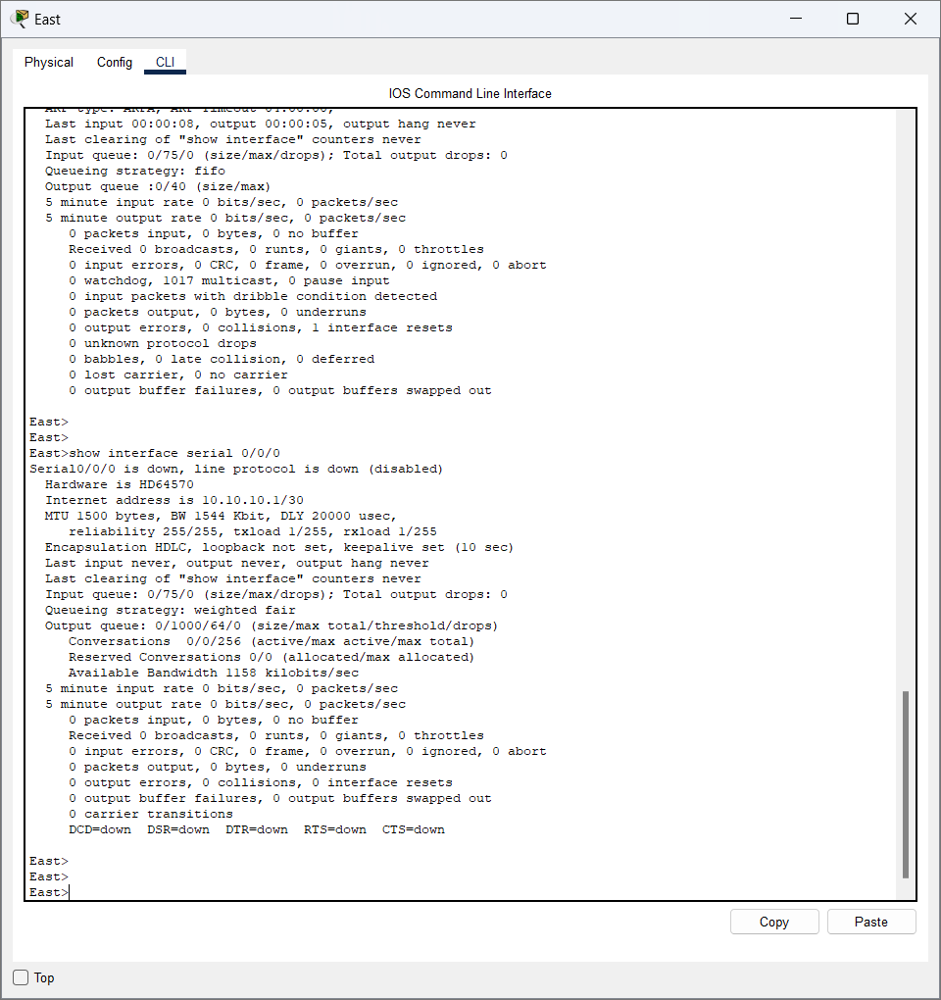 East
Physical Config CLI
IOS Command Line Interface
Last input 00:00:08, output 00:00:05, output hang never
Last clearing of "show interface" counters never
Input queue: 0/75/0 (size/max/drops); Total output drops: 0
Queueing strategy: fifo
Output queue :0/40 (size/max)
5 minute input rate 0 bits/sec, 0 packets/sec
5 minute output rate 0 bits/sec, 0 packets/sec
0 packets input, 0 bytes, 0 no buffer
Received 0 broadcasts, 0 runts, 0 giants, 0 throttles
0 input errors, 0 CRC, 0 frame, 0 overrun, 0 ignored, 0 abort
0 watchdog, 1017 multicast, 0 pause input
0 input packets with dribble condition detected
0 packets output, 0 bytes, 0 underruns
0 output errors, 0 collisions, 1 interface resets
0 unknown protocol drops
0 babbles, 0 late collision, 0 deferred
0 lost carrier, 0 no carrier
0 output buffer failures, 0 output buffers swapped out
East>
East>
East>show interface serial 0/0/0
Serial0/0/0 is down, line protocol is down (disabled)
Hardware is HD64570
Internet address is 10.10.10.1/30
MTU 1500 bytes, BW 1544 Kbit, DLY 20000 usec,
reliability 255/255, txload 1/255, rxload 1/255
Encapsulation HDLC, loopback not set, keepalive set (10 sec)
Last input never, output never, output hang never
Last clearing of "show interface" counters never
Input queue: 0/75/0 (size/max/drops); Total output drops: 0
Queueing strategy: weighted fair
Output queue: 0/1000/64/0 (size/max total/threshold/drops)
Conversations  0/0/256 (active/max active/max total)
Reserved Conversations 0/0 (allocated/max allocated)
Available Bandwidth 1158 kilobits/sec
5 minute input rate 0 bits/sec, 0 packets/sec
5 minute output rate 0 bits/sec, 0 packets/sec
0 packets input, 0 bytes, 0 no buffer
Received 0 broadcasts, 0 runts, 0 giants, 0 throttles
0 input errors, 0 CRC, 0 frame, 0 overrun, 0 ignored, 0 abort
0 packets output, 0 bytes, 0 underruns
0 output errors, 0 collisions, 0 interface resets
0 output buffer failures, 0 output buffers swapped out
0 carrier transitions
DCD=down  DSR=down  DTR=down  RTS=down  CTS=down
East>
East>
East>
Copy Paste
Top